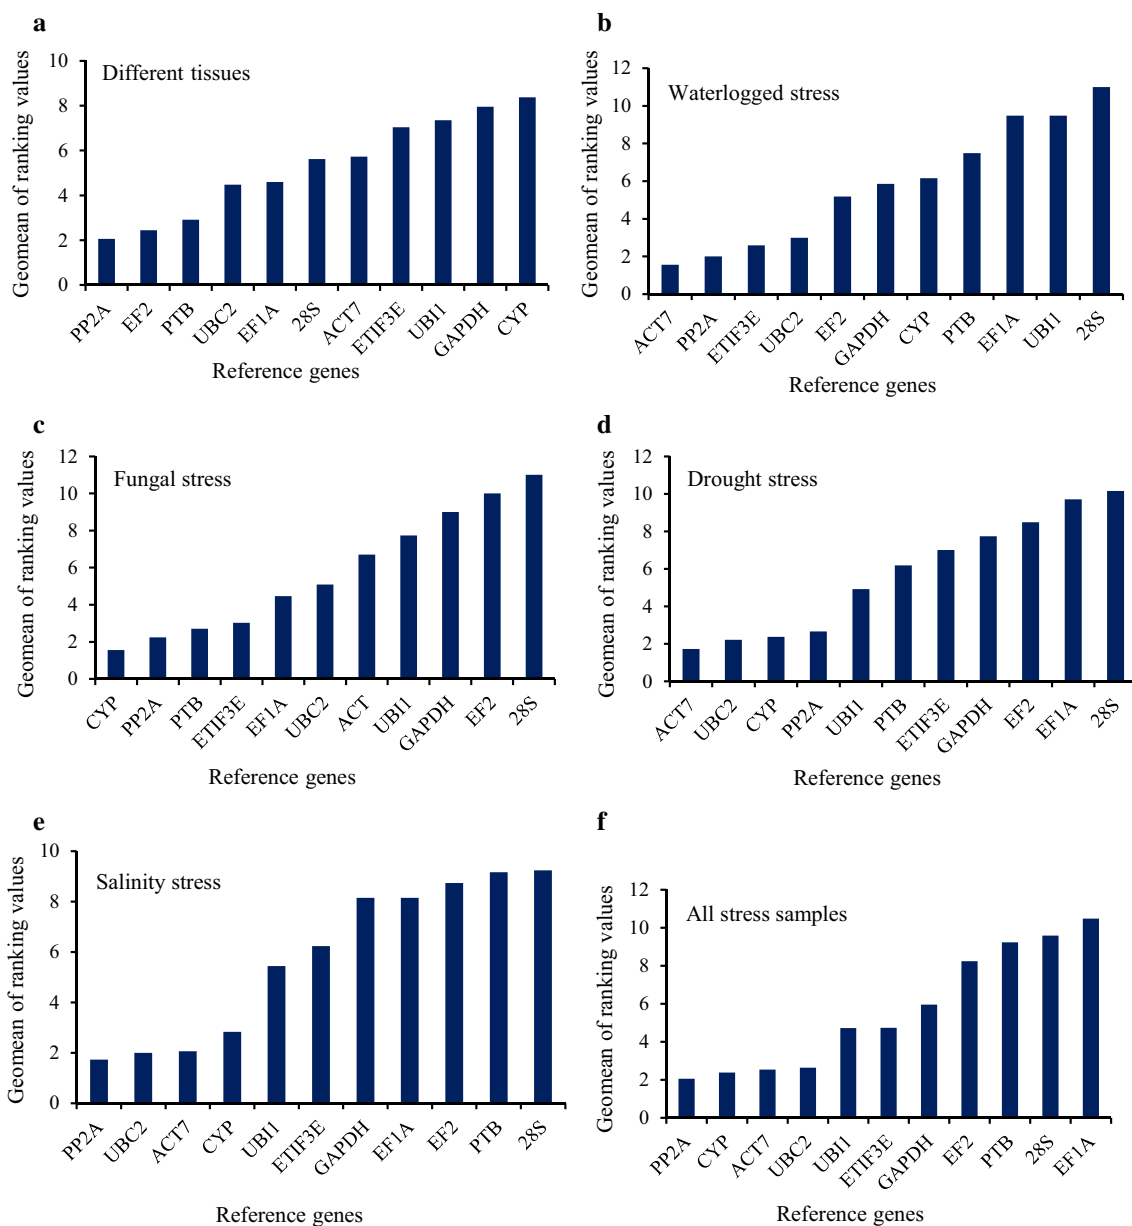 a
Different tissues
Geomean of ranking values
10
8
6
4
2
0
PP2A
EF2
PTB
UBC2
EF1A
28S
ACT7
ETIF3E
UBI1
GAPDH
CYP
Reference genes
b
Waterlogged stress
Geomean of ranking values
12
10
8
6
4
2
0
ACT7
PP2A
ETIF3E
UBC2
EF2
GAPDH
CYP
PTB
EF1A
UBI1
28S
Reference genes
c
Fungal stress
Geomean of ranking values
12
10
8
6
4
2
0
CYP
PP2A
PTB
ETIF3E
EF1A
UBC2
ACT
UBI1
GAPDH
EF2
28S
Reference genes
d
Drought stress
Geomean of ranking values
12
10
8
6
4
2
0
ACT7
UBC2
CYP
PP2A
UBI1
PTB
ETIF3E
GAPDH
EF2
EF1A
28S
Reference genes
e
Salinity stress
Geomean of ranking values
10
8
6
4
2
0
PP2A
UBC2
ACT7
CYP
UBI1
ETIF3E
GAPDH
EF1A
EF2
PTB
28S
Reference genes
f
All stress samples
Geomean of ranking values
12
10
8
6
4
2
0
PP2A
CYP
ACT7
UBC2
UBI1
ETIF3E
GAPDH
EF2
PTB
28S
EF1A
Reference genes